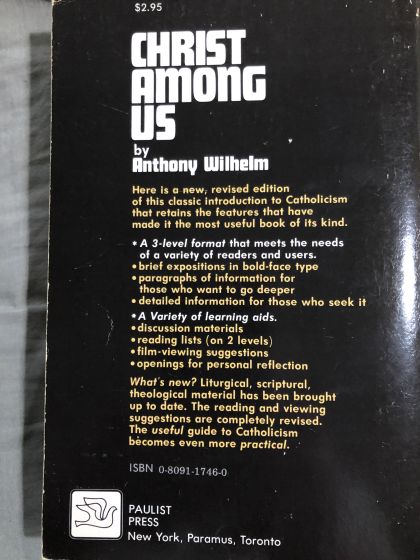 $2.95
CHRIST
AMONG
US
by
Anthony Wilhelm
Here is a new, revised edition
of this classic introduction to Catholicism
that retains the features that have
made it the most useful book of its kind.
* A 3-level format that meets the needs
of a variety of readers and users.
• brief expositions in bold-face type
• paragraphs of information for
those who want to go deeper
• detailed information for those who seek it
* A Variety of learning aids.
• discussion materials
• reading lists (on 2 levels)
• film-viewing suggestions
• openings for personal reflection
What's new? Liturgical, scriptural,
theological material has been brought
up to date. The reading and viewing
suggestions are completely revised.
The useful guide to Catholicism
becomes even more practical.
ISBN 0-8091-1746-0
PAULIST
PRESS
New York, Paramus, Toronto